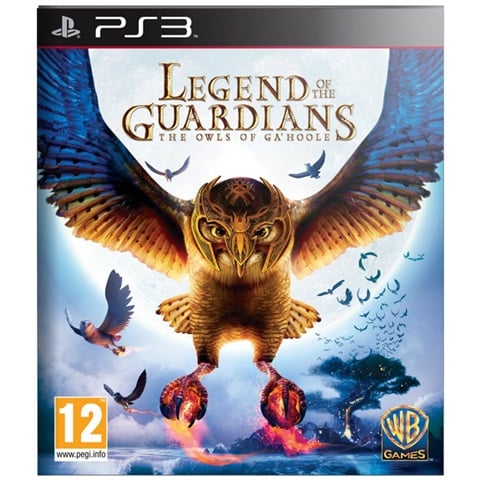 PS3
LEGEND OF THE
GUARDIANS
THE OWLS OF GA'HOOLE
12
www.pegi.info
WB
GAMES